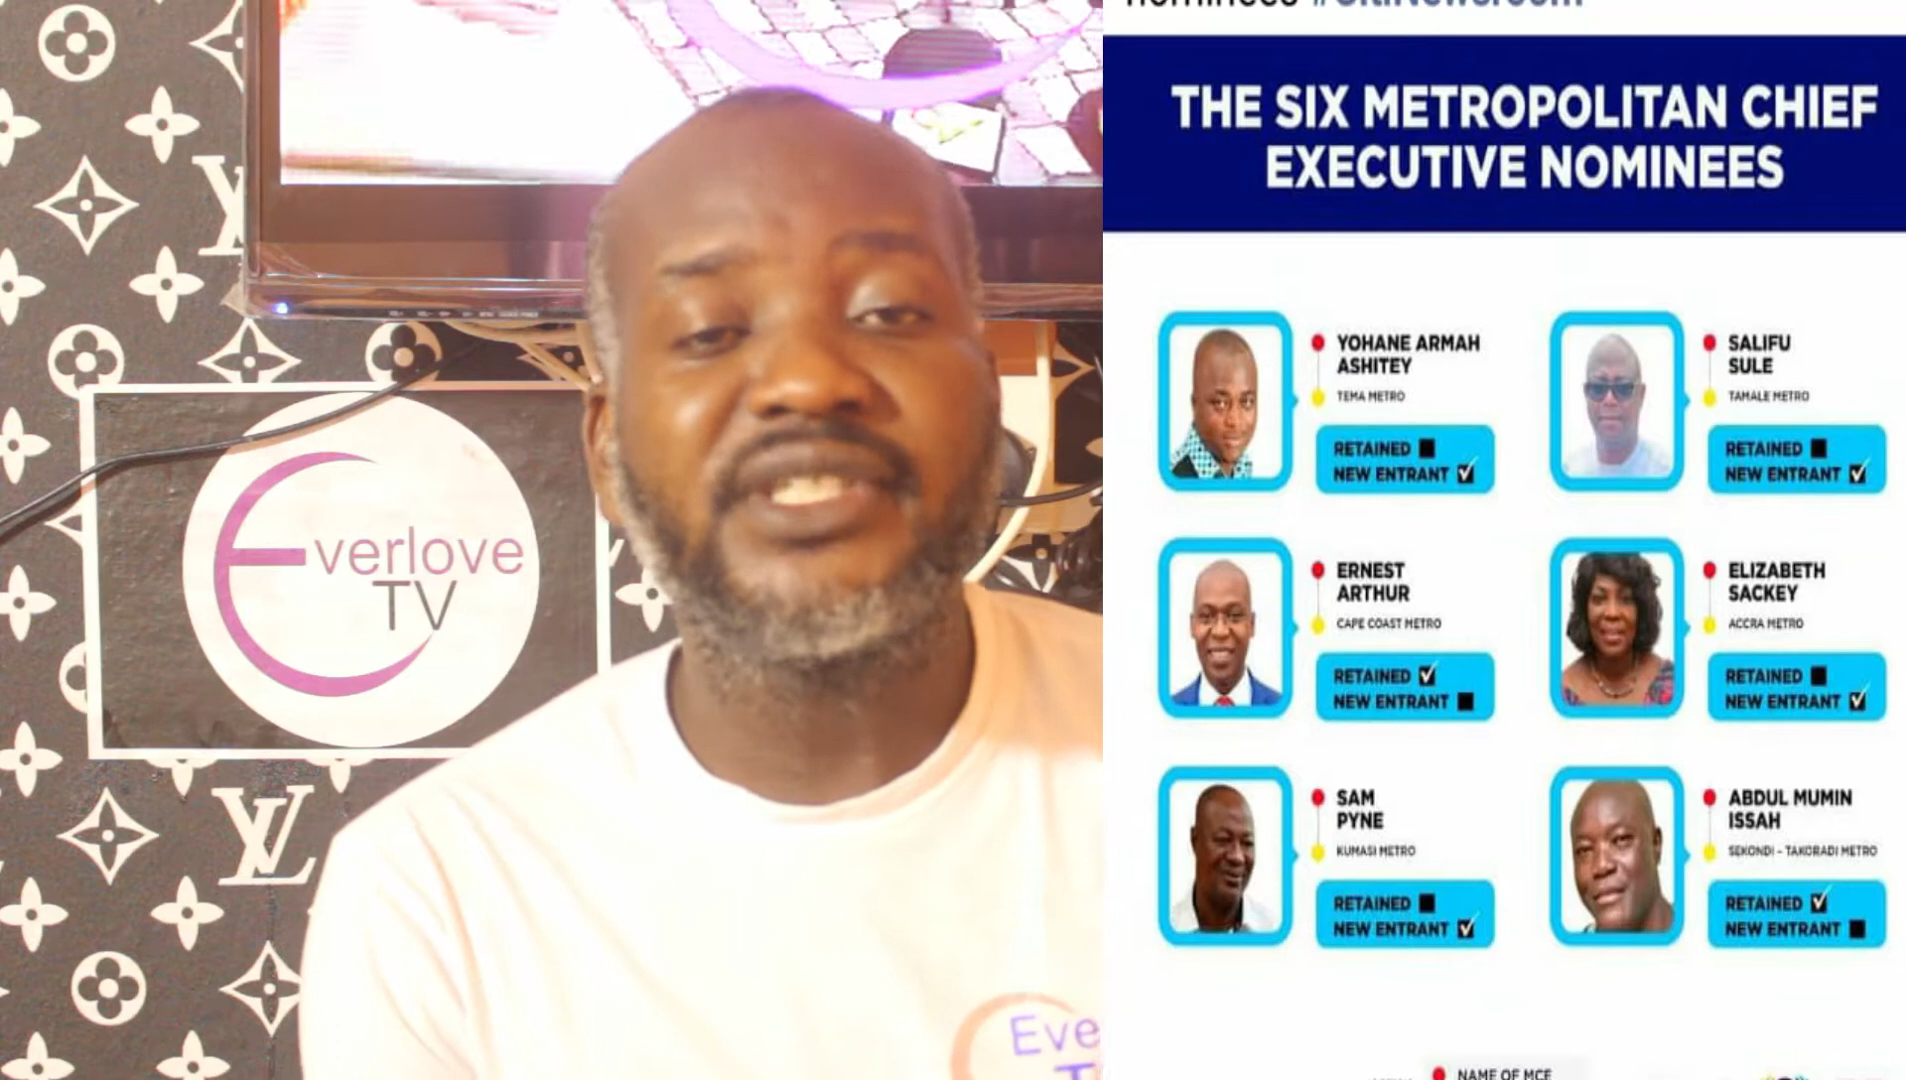 Everlove
TV
LV
Eve
nominees #CitiNewsroom
THE SIX METROPOLITAN CHIEF
EXECUTIVE NOMINEES
YOHANE ARMAH
ASHITEY
TEMA METRO
RETAINED
NEW ENTRANT
SALIFU
SULE
TAMALE METRO
RETAINED
NEW ENTRANT
ERNEST
ARTHUR
CAPE COAST METRO
RETAINED
NEW ENTRANT
ELIZABETH
SACKEY
ACCRA METRO
RETAINED
NEW ENTRANT
SAM
PYNE
KUMASI METRO
RETAINED
NEW ENTRANT
ABDUL MUMIN
ISSAH
SEKONDI - TAKORADI METRO
RETAINED
NEW ENTRANT
NAME OF MCE